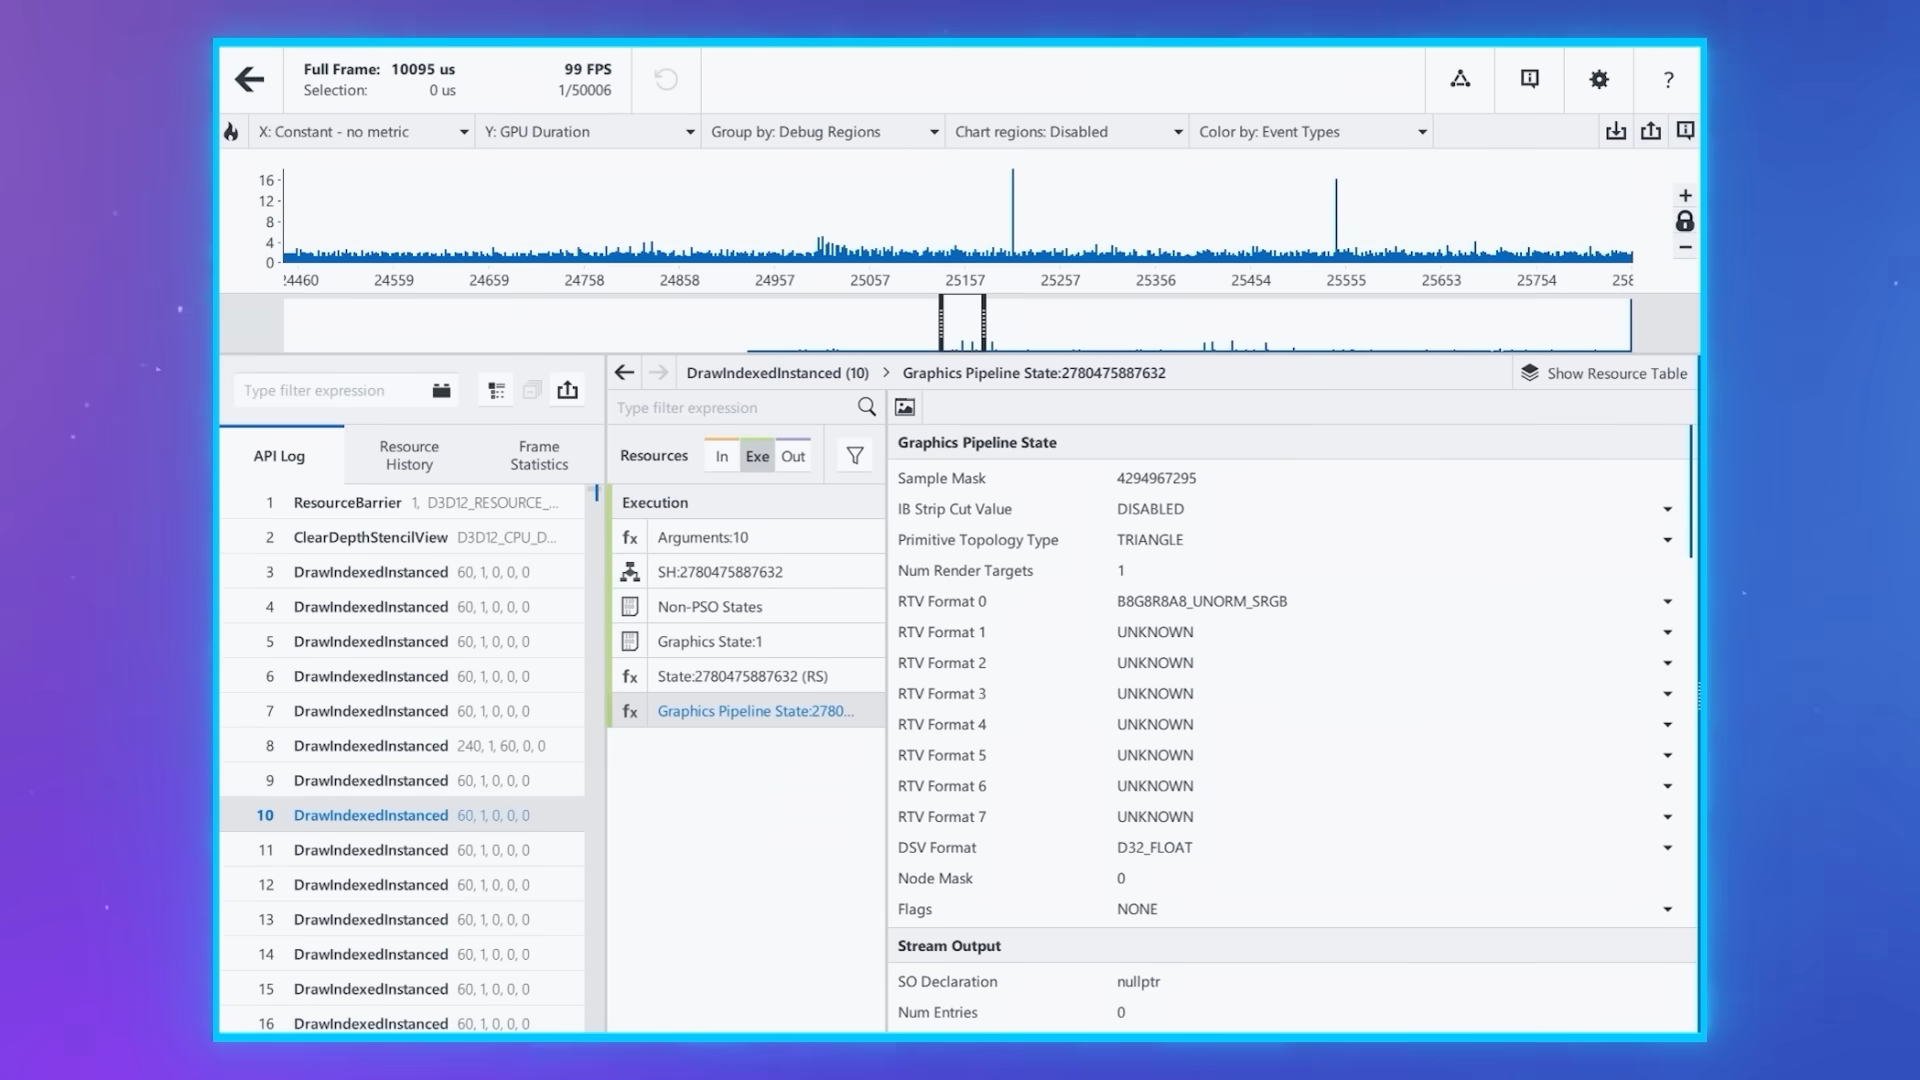 Full Frame: 10095 us 99 FPS
Selection: 0 us 1/50006
?
X: Constant - no metric Y: GPU Duration Group by: Debug Regions Chart regions: Disabled Color by: Event Types
16
12
8
4
0
24460 24559 24659 24758 24858 24957 25057 25157 25257 25356 25454 25555 25653 25754 258
Type filter expression
API Log
Resource History
Frame Statistics
1 ResourceBarrier 1, D3D12_RESOURCE_...
2 ClearDepthStencilView D3D12_CPU_D...
3 DrawIndexedInstanced 60, 1, 0, 0, 0
4 DrawIndexedInstanced 60, 1, 0, 0, 0
5 DrawIndexedInstanced 60, 1, 0, 0, 0
6 DrawIndexedInstanced 60, 1, 0, 0, 0
7 DrawIndexedInstanced 60, 1, 0, 0, 0
8 DrawIndexedInstanced 240, 1, 60, 0, 0
9 DrawIndexedInstanced 60, 1, 0, 0, 0
10 DrawIndexedInstanced 60, 1, 0, 0, 0
11 DrawIndexedInstanced 60, 1, 0, 0, 0
12 DrawIndexedInstanced 60, 1, 0, 0, 0
13 DrawIndexedInstanced 60, 1, 0, 0, 0
14 DrawIndexedInstanced 60, 1, 0, 0, 0
15 DrawIndexedInstanced 60, 1, 0, 0, 0
16 DrawIndexedInstanced 60, 1, 0, 0, 0
DrawIndexedInstanced (10) > Graphics Pipeline State:2780475887632
Show Resource Table
Type filter expression
Resources In Exe Out
Execution
fx Arguments:10
SH:2780475887632
Non-PSO States
Graphics State:1
fx State:2780475887632 (RS)
fx Graphics Pipeline State:2780...
Graphics Pipeline State
Sample Mask 4294967295
IB Strip Cut Value DISABLED
Primitive Topology Type TRIANGLE
Num Render Targets 1
RTV Format 0 B8G8R8A8_UNORM_SRGB
RTV Format 1 UNKNOWN
RTV Format 2 UNKNOWN
RTV Format 3 UNKNOWN
RTV Format 4 UNKNOWN
RTV Format 5 UNKNOWN
RTV Format 6 UNKNOWN
RTV Format 7 UNKNOWN
DSV Format D32_FLOAT
Node Mask 0
Flags NONE
Stream Output
SO Declaration nullptr
Num Entries 0